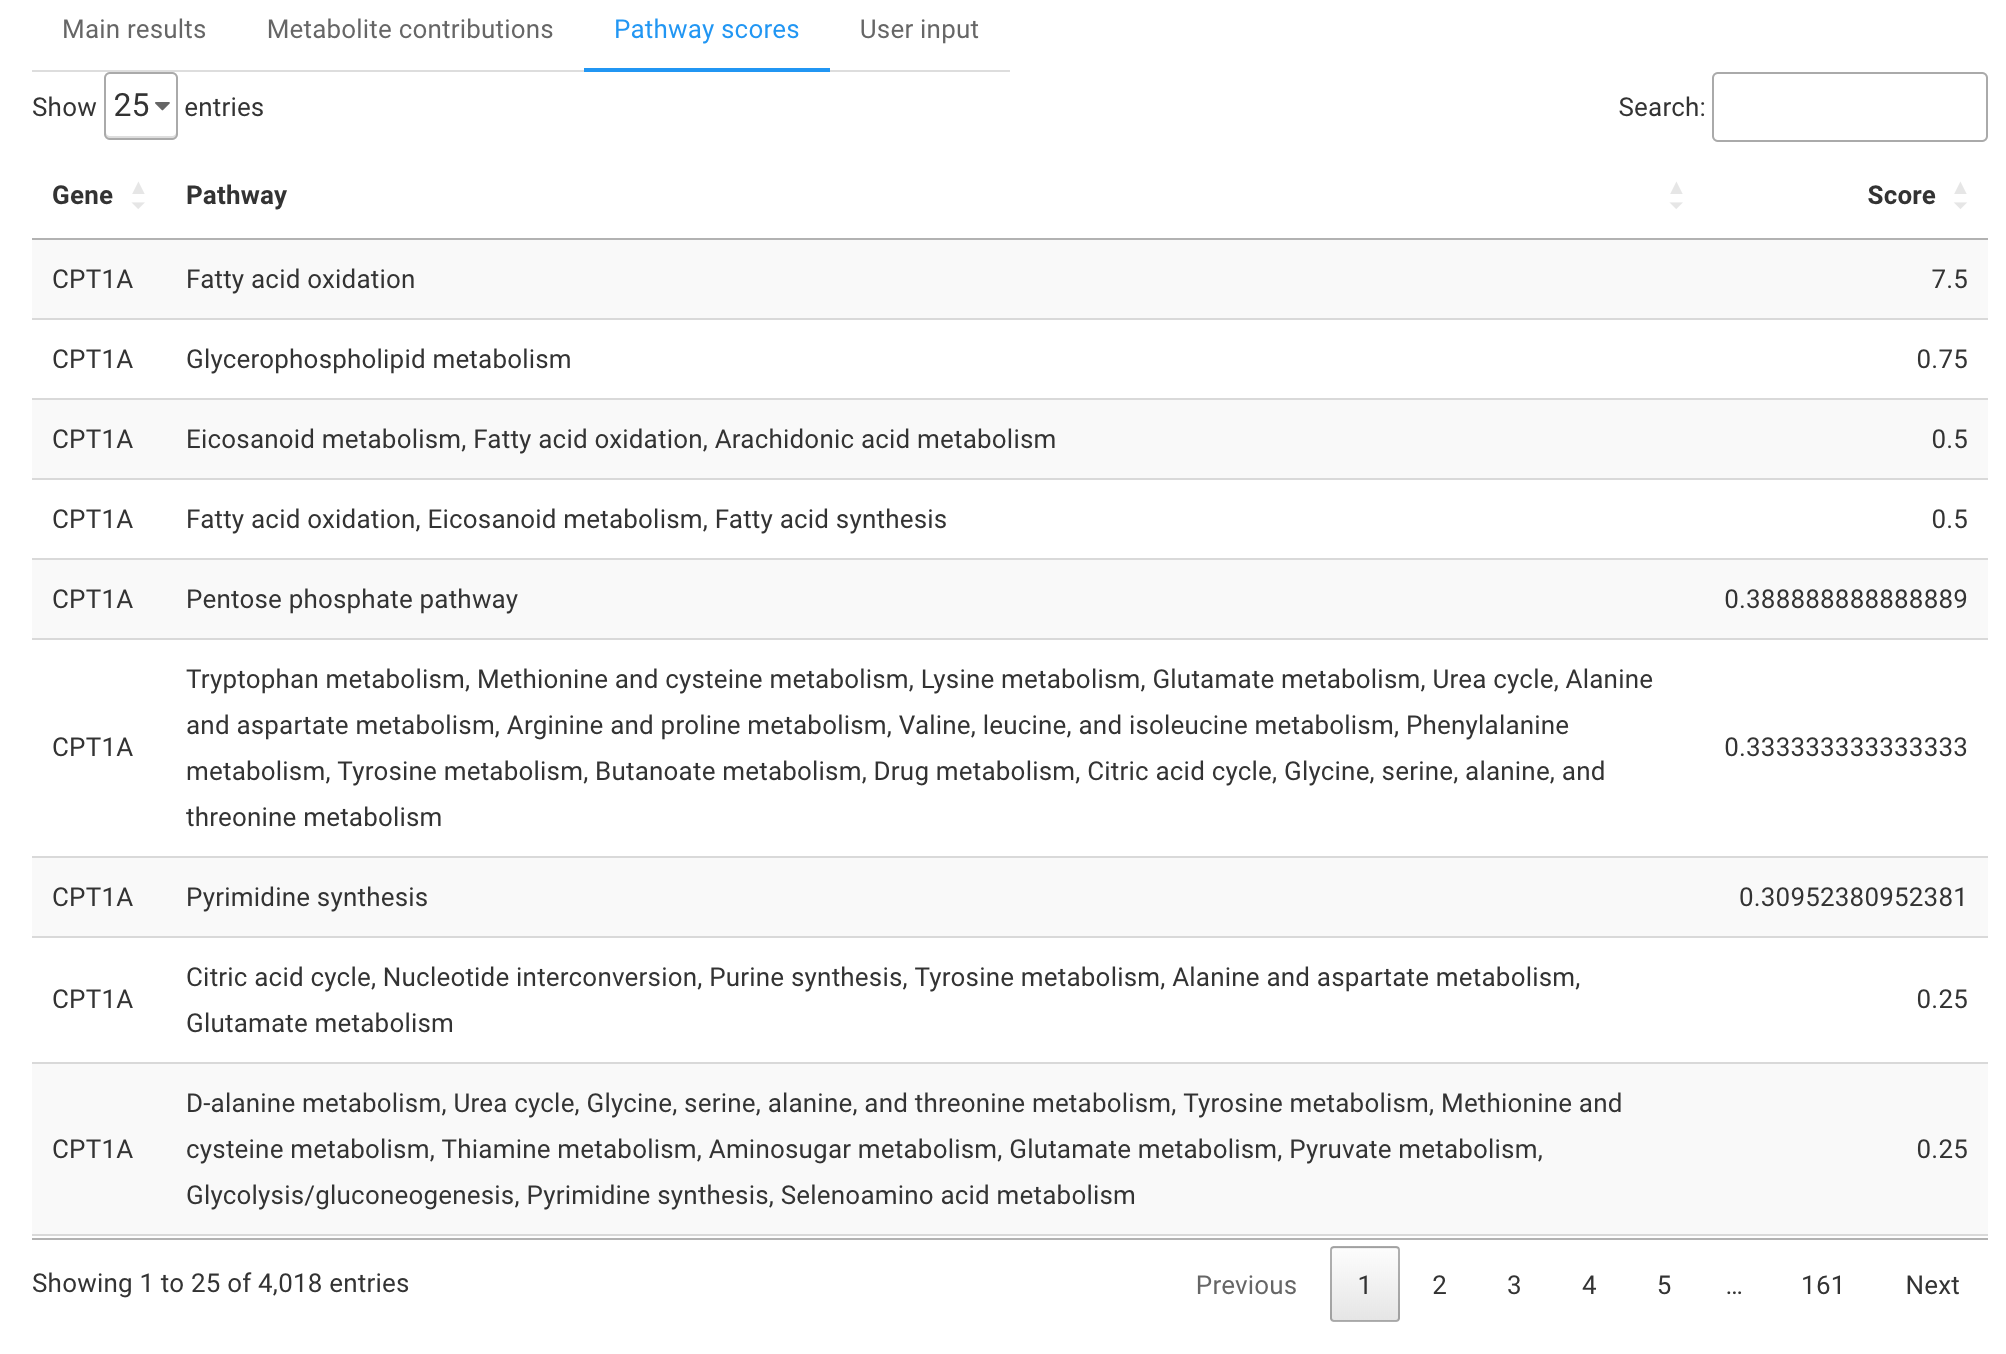 Main results Metabolite contributions Pathway scores User input
Show 25 entries Search:
Gene Pathway Score
CPT1A Fatty acid oxidation 7.5
CPT1A Glycerophospholipid metabolism 0.75
CPT1A Eicosanoid metabolism, Fatty acid oxidation, Arachidonic acid metabolism 0.5
CPT1A Fatty acid oxidation, Eicosanoid metabolism, Fatty acid synthesis 0.5
CPT1A Pentose phosphate pathway 0.388888888888889
Tryptophan metabolism, Methionine and cysteine metabolism, Lysine metabolism, Glutamate metabolism, Urea cycle, Alanine
and aspartate metabolism, Arginine and proline metabolism, Valine, leucine, and isoleucine metabolism, Phenylalanine
CPT1A 0.333333333333333
metabolism, Tyrosine metabolism, Butanoate metabolism, Drug metabolism, Citric acid cycle, Glycine, serine, alanine, and
threonine metabolism
CPT1A Pyrimidine synthesis 0.30952380952381
Citric acid cycle, Nucleotide interconversion, Purine synthesis, Tyrosine metabolism, Alanine and aspartate metabolism,
CPT1A 0.25
Glutamate metabolism
D-alanine metabolism, Urea cycle, Glycine, serine, alanine, and threonine metabolism, Tyrosine metabolism, Methionine and
CPT1A cysteine metabolism, Thiamine metabolism, Aminosugar metabolism, Glutamate metabolism, Pyruvate metabolism, 0.25
Glycolysis/gluconeogenesis, Pyrimidine synthesis, Selenoamino acid metabolism
Showing 1 to 25 of 4,018 entries Previous 1 2 3 4 5 … 161 Next